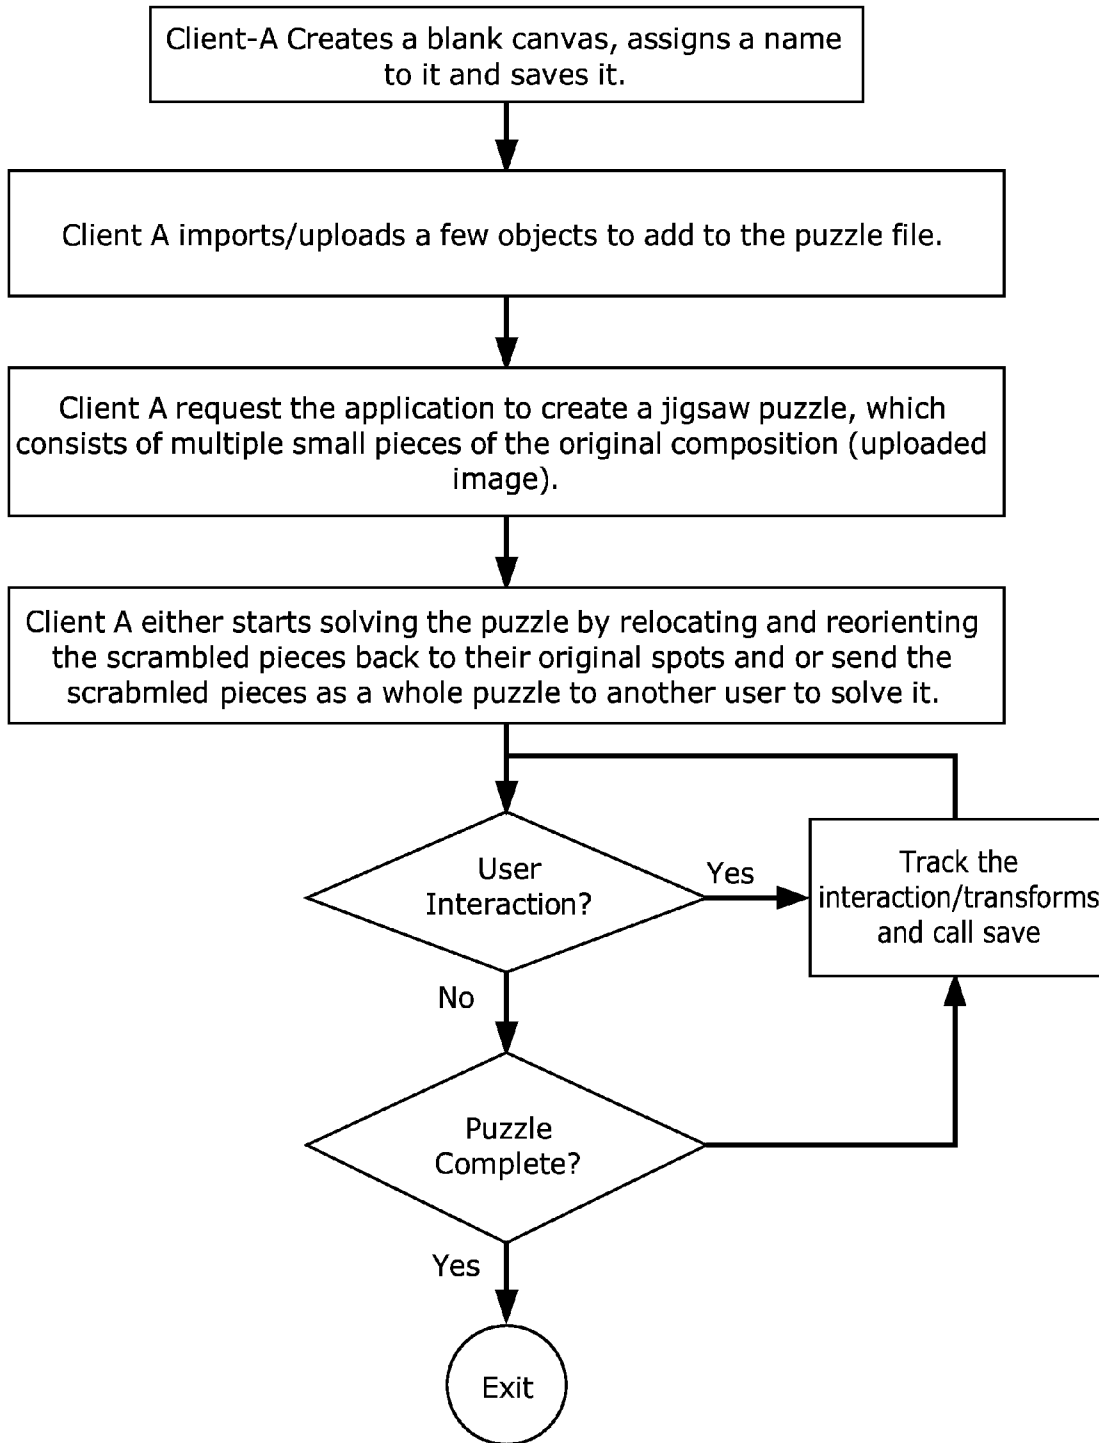 Client-A Creates a blank canvas, assigns a name
to it and saves it.
Client A imports/uploads a few objects to add to the puzzle file.
Client A request the application to create a jigsaw puzzle, which
consists of multiple small pieces of the original composition (uploaded
image).
Client A either starts solving the puzzle by relocating and reorienting
the scrambled pieces back to their original spots and or send the
scrabmled pieces as a whole puzzle to another user to solve it.
User
Interaction?
Yes
Track the
interaction/transforms
and call save
No
Puzzle
Complete?
Yes
Exit